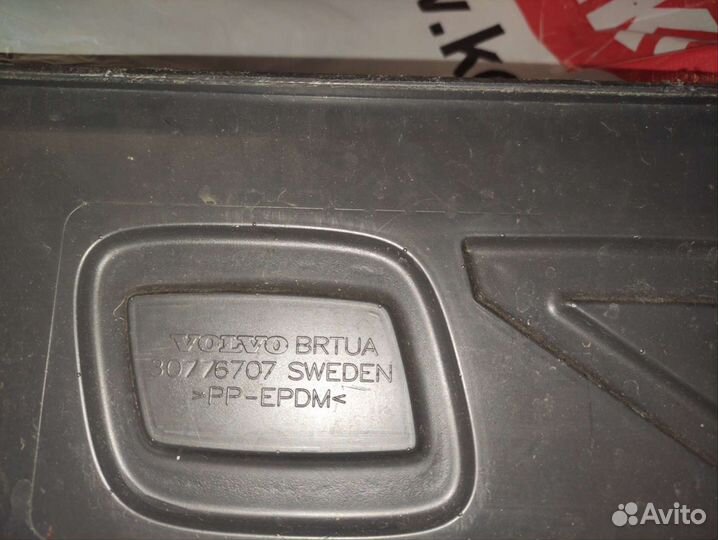 w.k
VOLVO BRTUA
30776707 SWEDEN
>PP-EPDM<
Avito